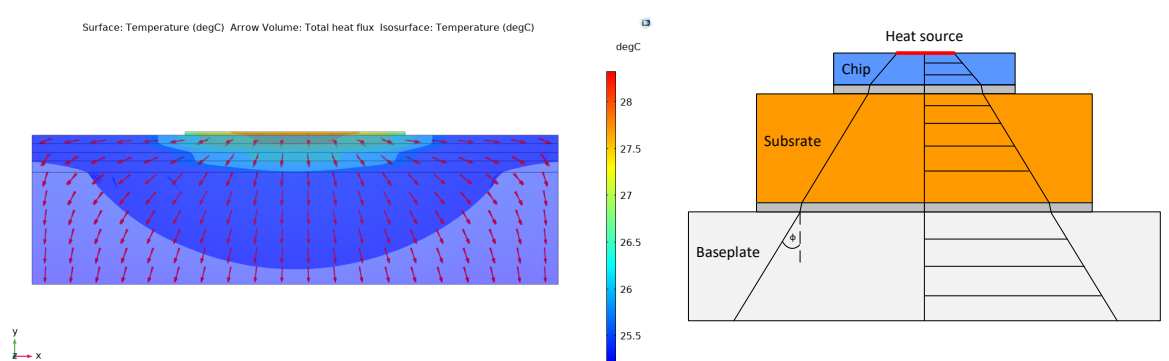 Surface: Temperature (degC) Arrow Volume: Total heat flux Isosurface: Temperature (degC)
degC
28
27.5
27
26.5
26
25.5
y
z
x
Heat source
Chip
Subsrate
ϕ
Baseplate